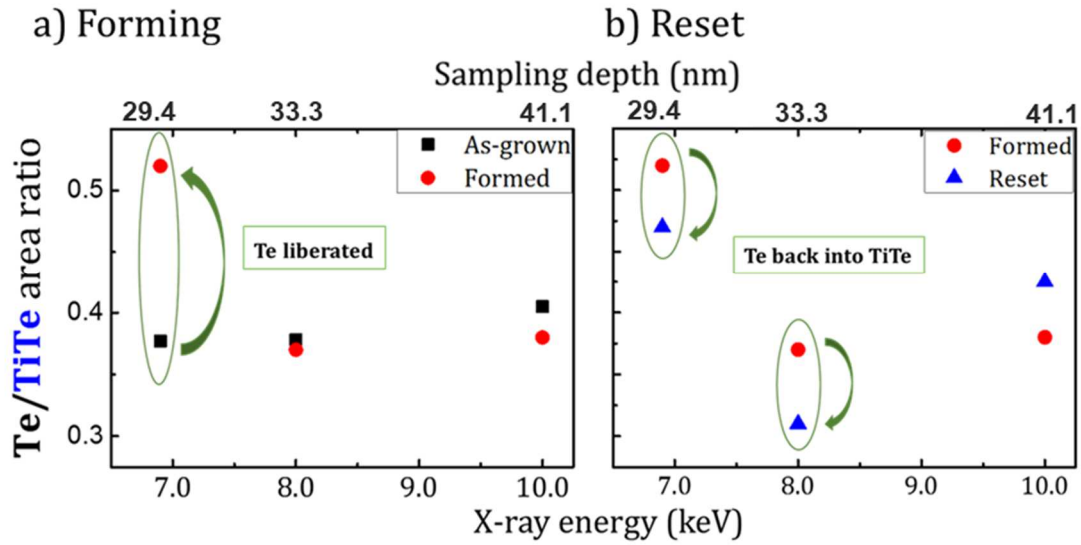 a) Forming
b) Reset
Sampling depth (nm)
29.4 33.3 41.1
29.4 33.3 41.1
Te/TiTe area ratio
0.5
0.4
0.3
As-grown
Formed
Te liberated
Formed
Reset
Te back into TiTe
7.0 8.0 9.0 10.0
7.0 8.0 9.0 10.0
X-ray energy (keV)